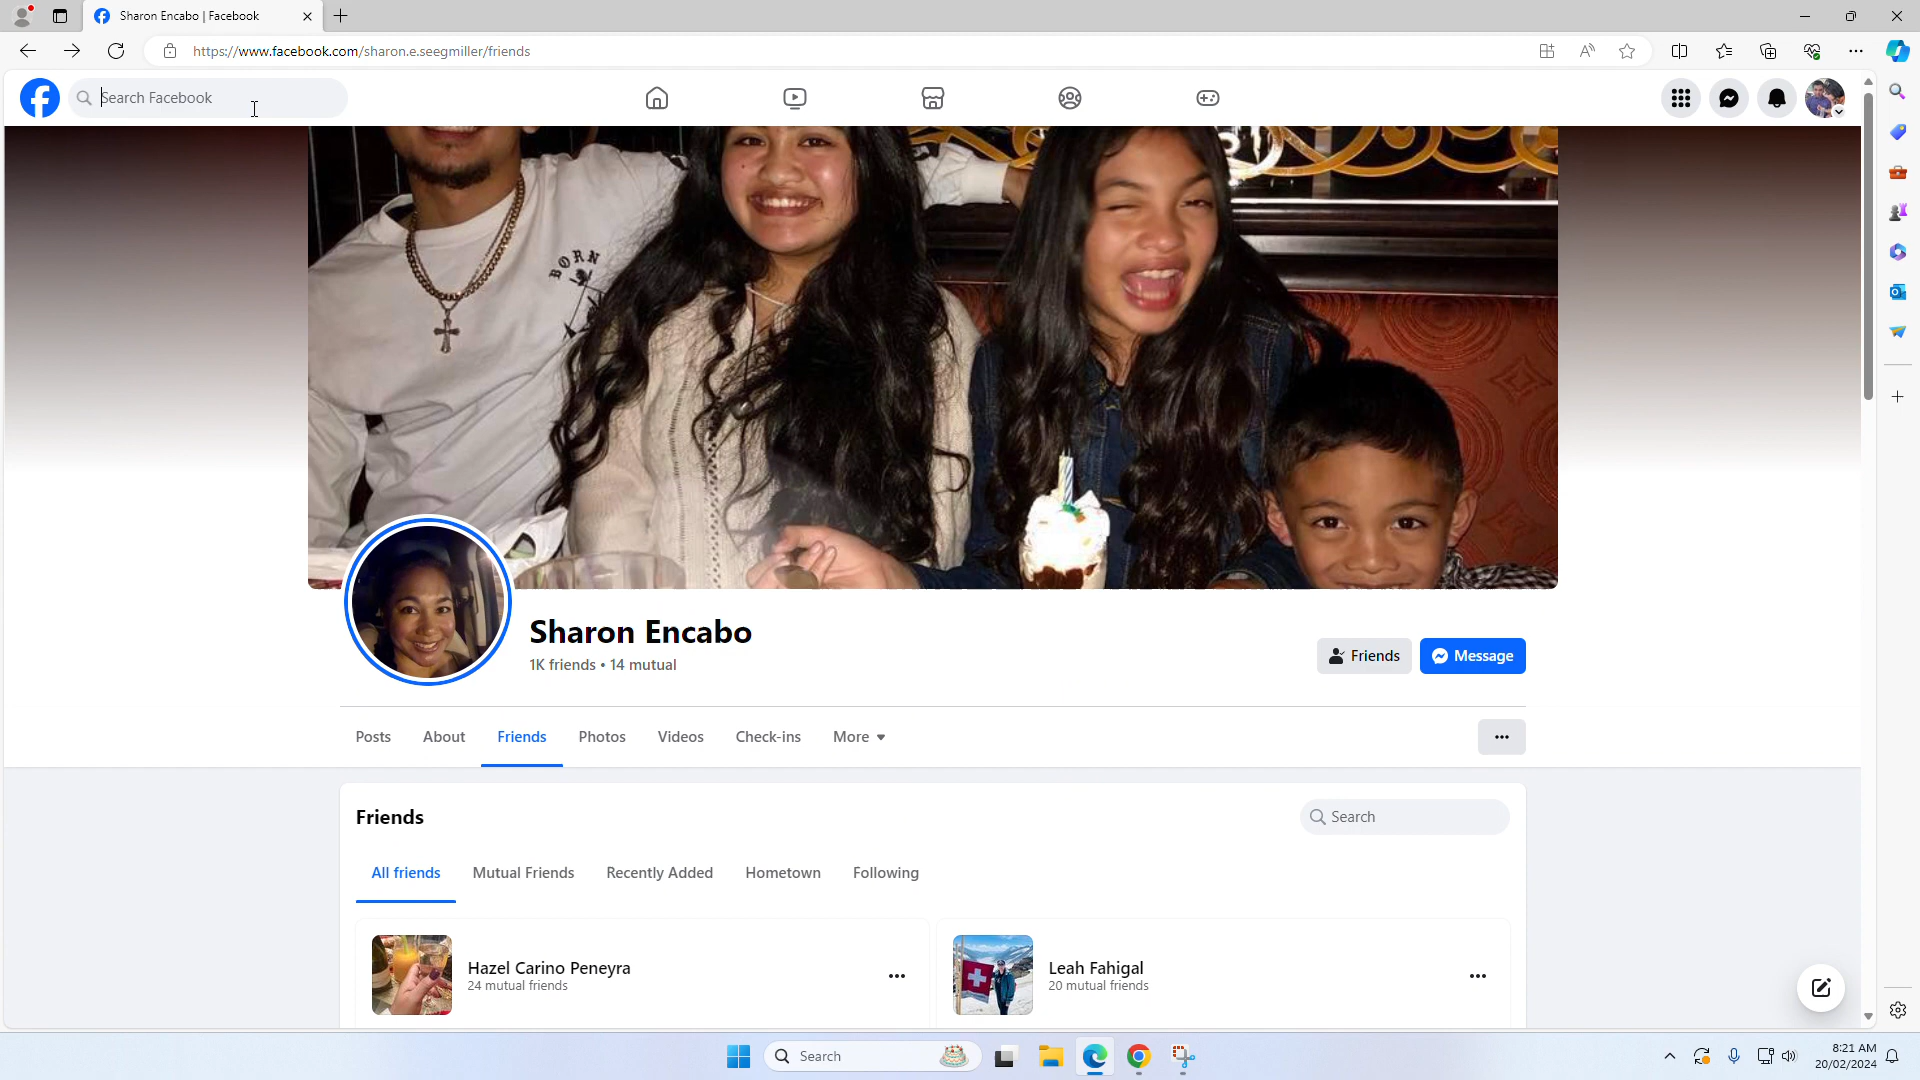 Sharon Encabo | Facebook
https://www.facebook.com/sharon.e.seegmiller/friends
Search Facebook
BORN
Sharon Encabo
1K friends • 14 mutual
Friends
Message
Posts
About
Friends
Photos
Videos
Check-ins
More
Friends
Search
All friends
Mutual Friends
Recently Added
Hometown
Following
Hazel Carino Peneyra
24 mutual friends
Leah Fahigal
20 mutual friends
Search
8:21 AM
20/02/2024